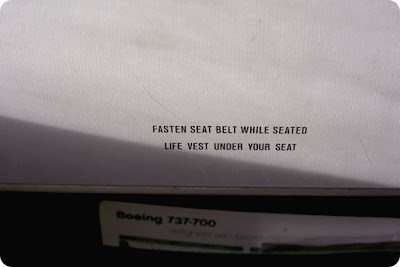 FASTEN SEAT BELT WHILE SEATED
LIFE VEST UNDER YOUR SEAT
Boeing 737-700